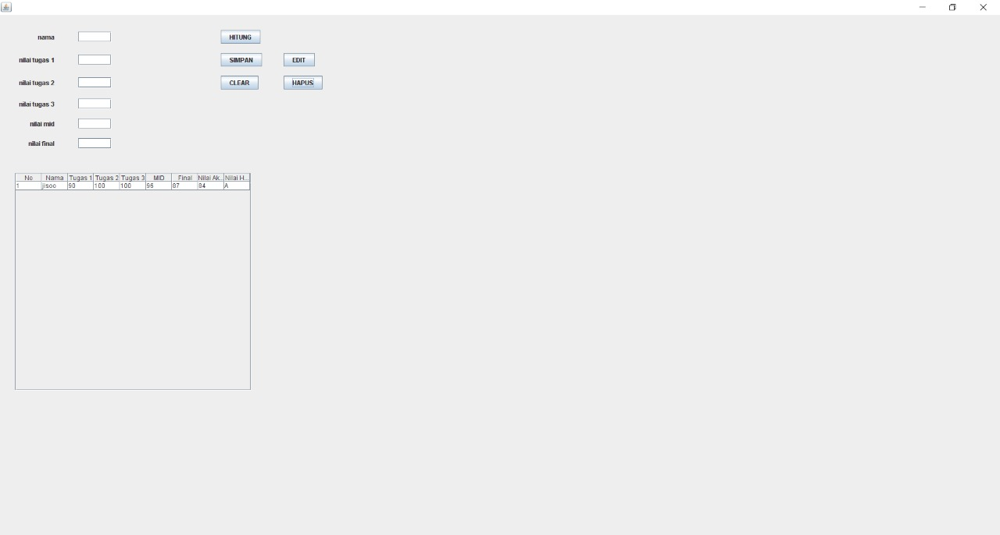 nama HITUNG
nilai tugas 1 SIMPAN EDIT
nilai tugas 2 CLEAR HAPUS
nilai tugas 3
nilai mid
nilai final
No Nama Tugas 1 Tugas 2 Tugas 3 MID Final Nilai Ak... Nilai H...
1 jisoo 90 100 100 96 87 84 A